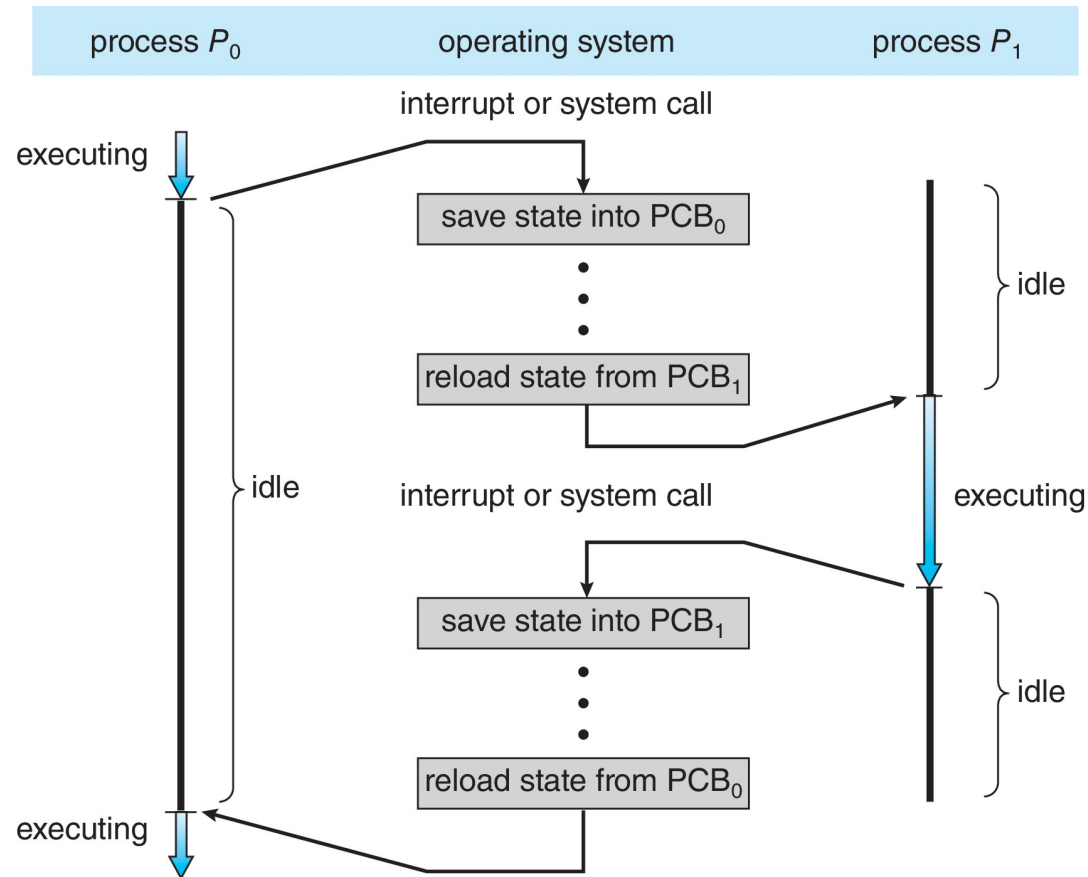 process P₀ operating system process P₁
interrupt or system call
executing
save state into PCB₀
idle
reload state from PCB₁
idle
interrupt or system call
executing
save state into PCB₁
idle
reload state from PCB₀
executing